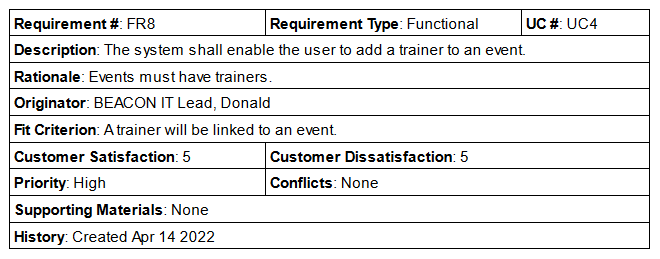 Requirement #: FR8 Requirement Type: Functional UC #: UC4
Description: The system shall enable the user to add a trainer to an event.
Rationale: Events must have trainers.
Originator: BEACON IT Lead, Donald
Fit Criterion: A trainer will be linked to an event.
Customer Satisfaction: 5 Customer Dissatisfaction: 5
Priority: High Conflicts: None
Supporting Materials: None
History: Created Apr 14 2022